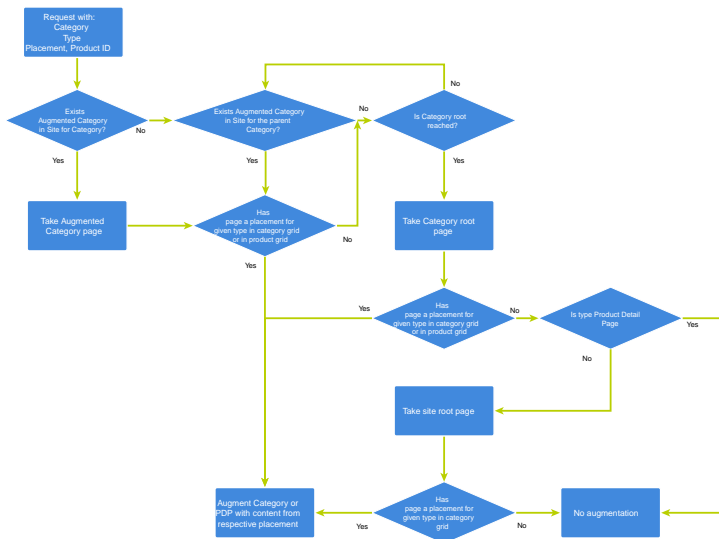 Request with:
Category
Type
Placement, Product ID
Exists
Augmented Category
in Site for Category?
No
Yes
Exists Augmented Category
in Site for the parent
Category?
No
Yes
Is Category root
reached?
No
Yes
Take Augmented
Category page
Has
page a placement for
given type in category grid
or in product grid
No
Yes
Take Category root
page
Has
page a placement for
given type in category grid
or in product grid
Yes
No
Is type Product Detail
Page
Yes
No
Take site root page
Augment Category or
PDP with content from
respective placement
Has
page a placement for
given type in category
grid
Yes
No
No augmentation